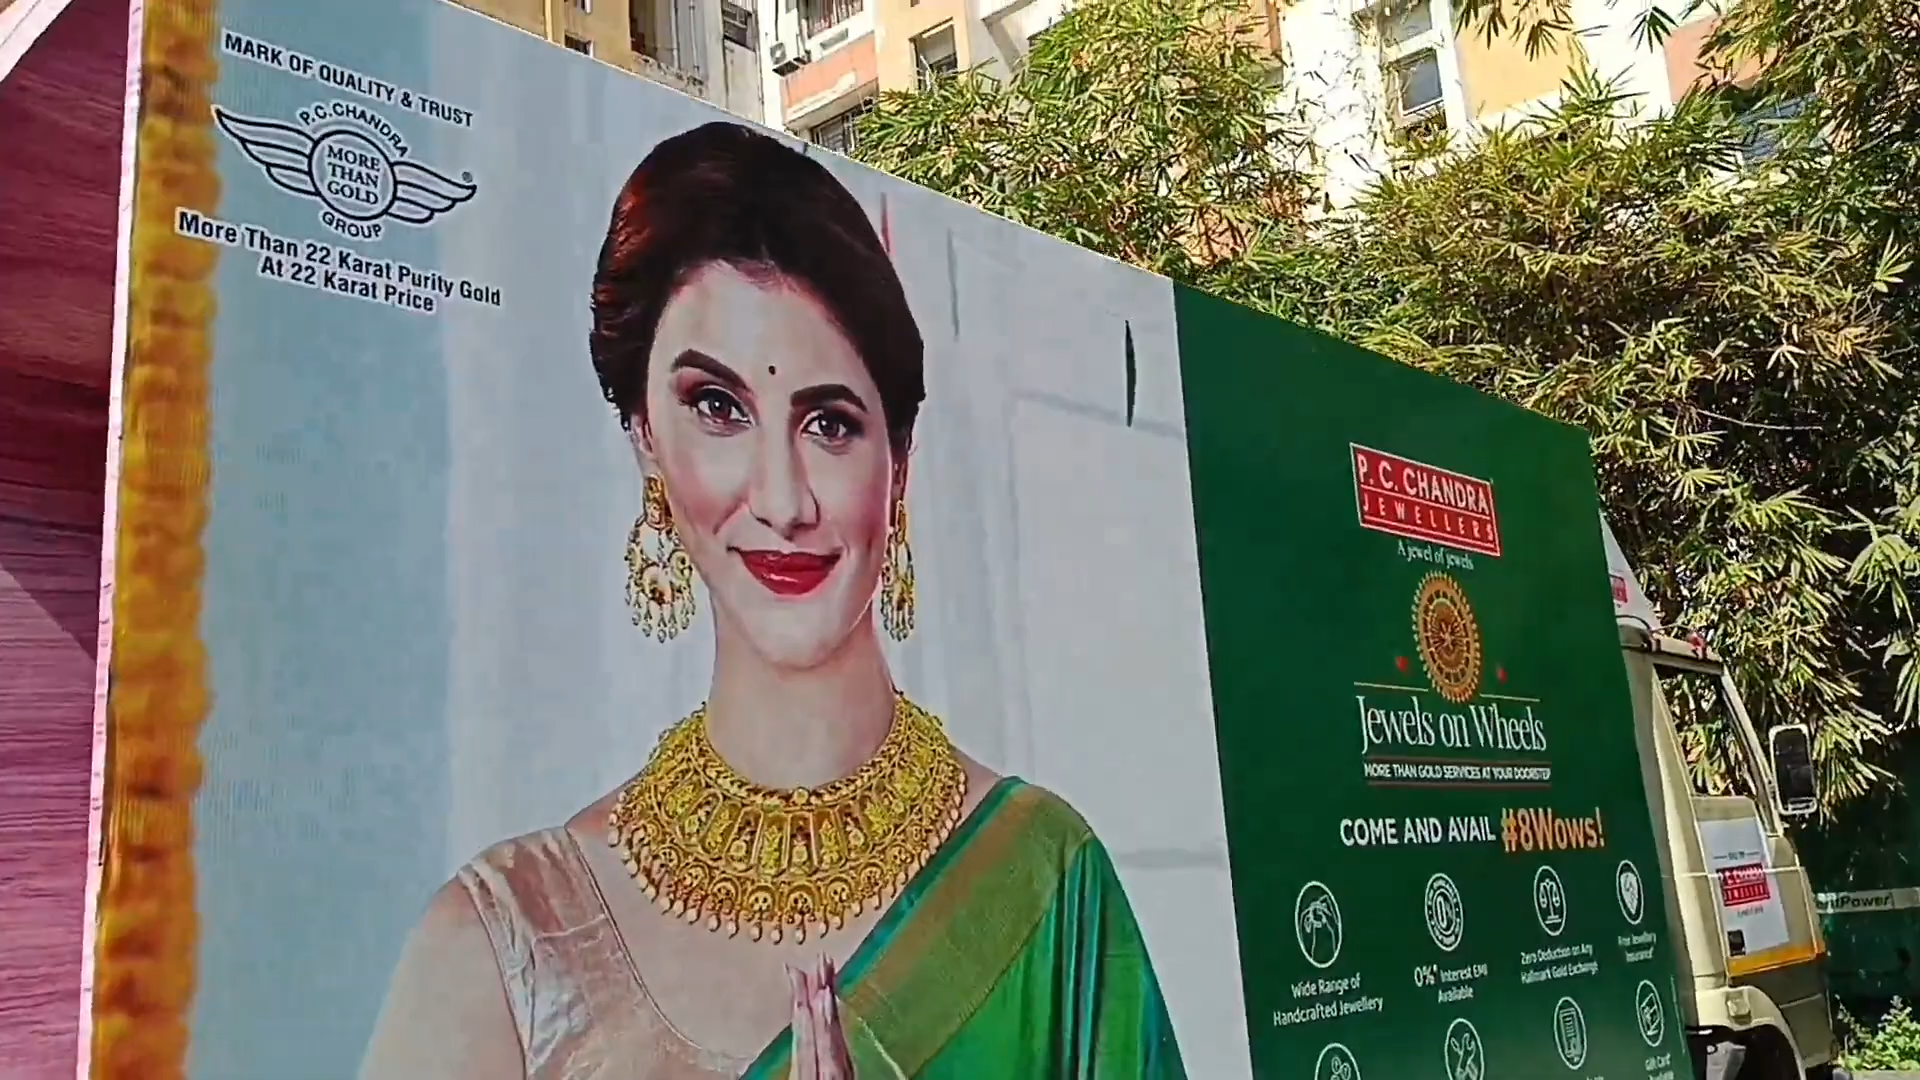 MARK OF QUALITY & TRUST
P.C.CHANDRA
MORE
THAN
GOLD
GROUP
More Than 22 Karat Purity Gold
At 22 Karat Price
P. C. CHANDRA
JEWELLERS
A jewel of jewels
Jewels on Wheels
MORE THAN GOLD SERVICES AT YOUR DOORSTEP
COME AND AVAIL #8Wows!
Wide Range of
Handcrafted Jewellery
0%* Interest EMI
Available
Zero Deduction on Any
Hallmark Gold Exchange
Free Jewellery
Insurance*
Gift Card*
P.C. CHANDRA
JEWELLERS